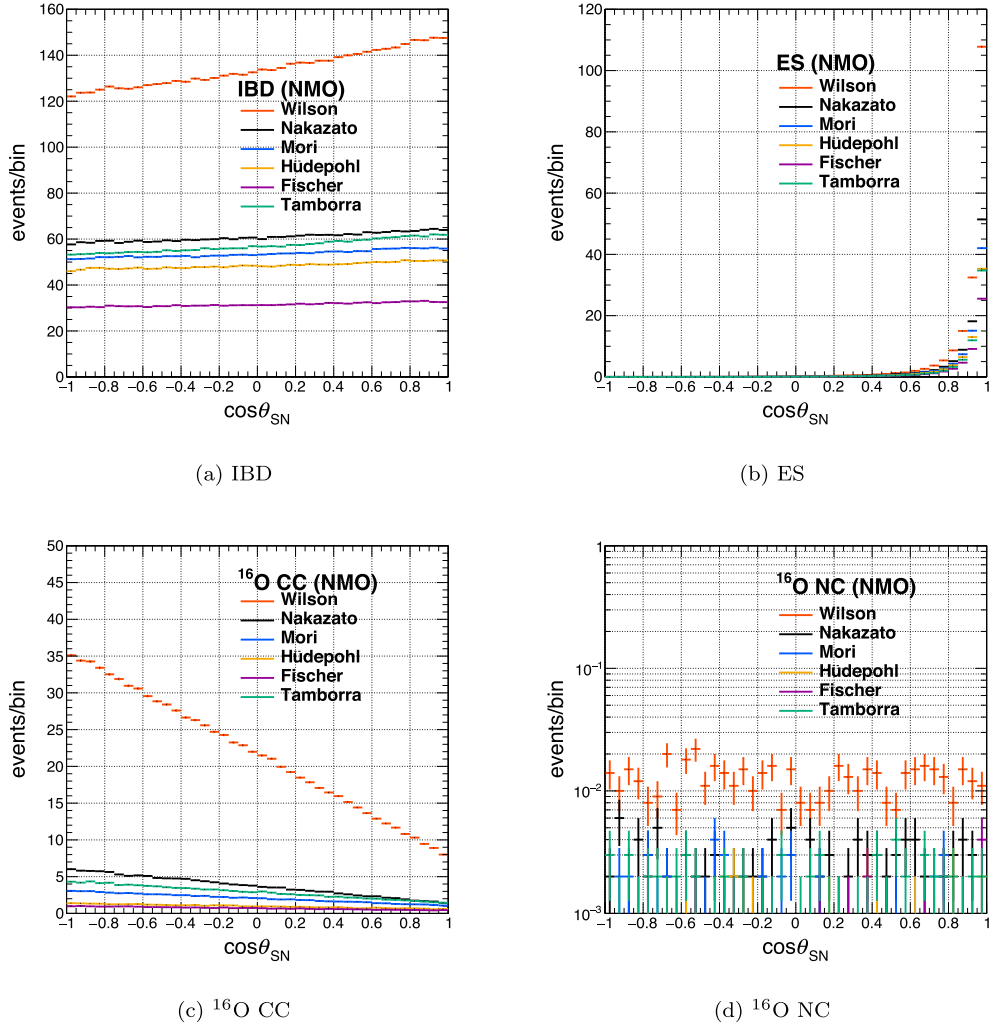 160
140
120
100
80
60
40
20
0
events/bin
IBD (NMO)
Wilson
Nakazato
Mori
Hüdepohl
Fischer
Tamborra
−1 −0.8 −0.6 −0.4 −0.2 0 0.2 0.4 0.6 0.8 1
cosθSN
(a) IBD
120
100
80
60
40
20
0
events/bin
ES (NMO)
Wilson
Nakazato
Mori
Hüdepohl
Fischer
Tamborra
−1 −0.8 −0.6 −0.4 −0.2 0 0.2 0.4 0.6 0.8 1
cosθSN
(b) ES
50
45
40
35
30
25
20
15
10
5
0
events/bin
¹⁶O CC (NMO)
Wilson
Nakazato
Mori
Hüdepohl
Fischer
Tamborra
−1 −0.8 −0.6 −0.4 −0.2 0 0.2 0.4 0.6 0.8 1
cosθSN
(c) ¹⁶O CC
1
10⁻¹
10⁻²
10⁻³
events/bin
¹⁶O NC (NMO)
Wilson
Nakazato
Mori
Hüdepohl
Fischer
Tamborra
−1 −0.8 −0.6 −0.4 −0.2 0 0.2 0.4 0.6 0.8 1
cosθSN
(d) ¹⁶O NC